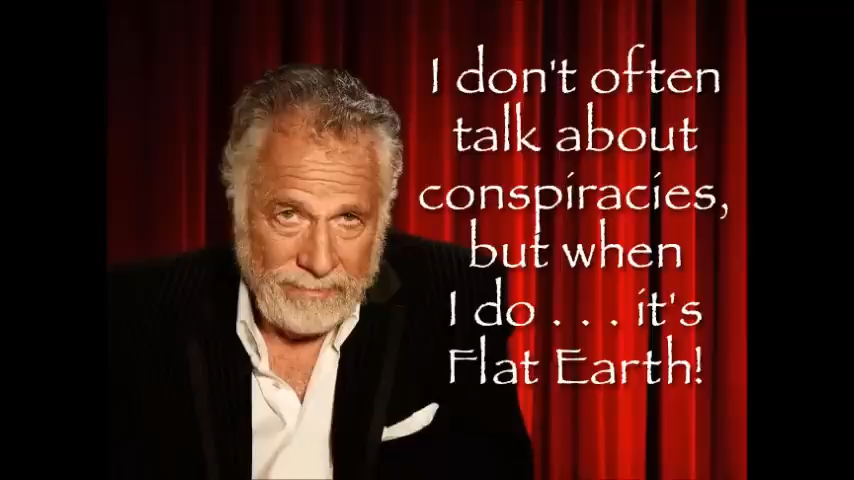 I don't often
talk about
conspiracies,
but when
I do . . . it's
Flat Earth!